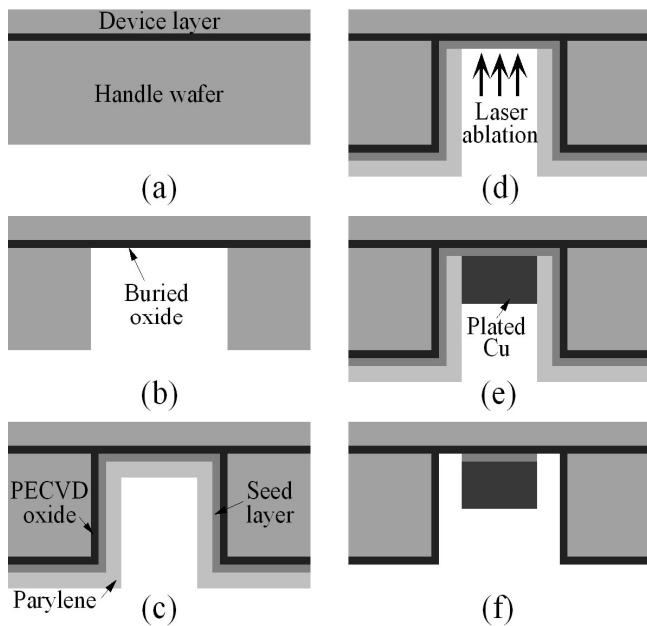 Device layer
Handle wafer
(a)
Buried
oxide
(b)
PECVD
oxide
Seed
layer
Parylene
(c)
Laser
ablation
(d)
Plated
Cu
(e)
(f)